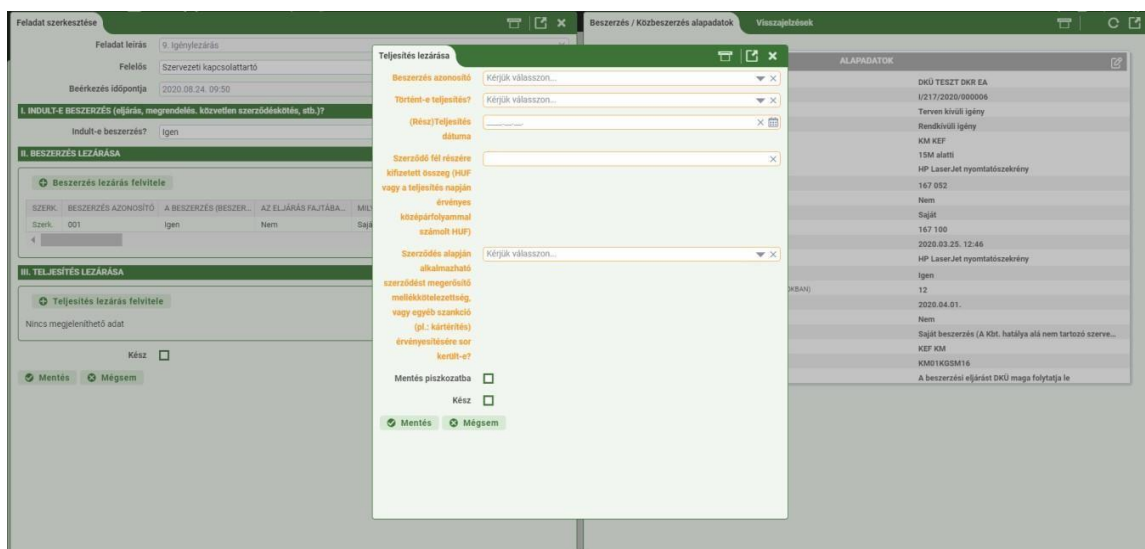 Feladat szerkesztése
Feladat leírás 9. Igénylezárás
Felelős Szervezeti kapcsolattartó
Beérkezés időpontja 2020.08.24. 09:50
I. INDULT-E BESZERZÉS (eljárás, megrendelés, közvetlen szerződéskötés, stb.)?
Indult-e beszerzés? Igen
II. BESZERZÉS LEZÁRÁSA
Beszerzés lezárás felvitele
SZERK. BESZERZÉS AZONOSÍTÓ A BESZERZÉS (BESZER... AZ ELJÁRÁS FAJTÁBA...
Szerk. 001 Igen Nem
III. TELJESÍTÉS LEZÁRÁSA
Teljesítés lezárás felvitele
Nincs megjeleníthető adat
Kész
Mentés Mégsem
Teljesítés lezárása
Beszerzés azonosító Kérjük válasszon...
Történt-e teljesítés? Kérjük válasszon...
(Rész)Teljesítés
dátuma
Szerződő fél részére
kifizetett összeg (HUF
vagy a teljesítés napján
érvényes
középárfolyammal
számolt HUF)
Szerződés alapján Kérjük válasszon...
alkalmazható
szerződést megerősítő
mellékkötelezettség,
vagy egyéb szankció
(pl.: kártérítés)
érvényesítésére sor
került-e?
Mentés piszkozatba
Kész
Mentés Mégsem
Beszerzés / Közbeszerzés alapadatok Visszajelzések
ALAPADATOK
DKÜ TESZT DKR EA
I/217/2020/000006
Terven kívüli igény
Rendkívüli igény
KM KEF
15M alatti
HP LaserJet nyomtatószekrény
167 052
Nem
Saját
167 100
2020.03.25. 12:46
HP LaserJet nyomtatószekrény
Igen
12
2020.04.01.
Nem
Saját beszerzés (A Kbt. hatálya alá nem tartozó szerve...
KEF KM
KM01KGSM16
A beszerzési eljárást DKÜ maga folytatja le